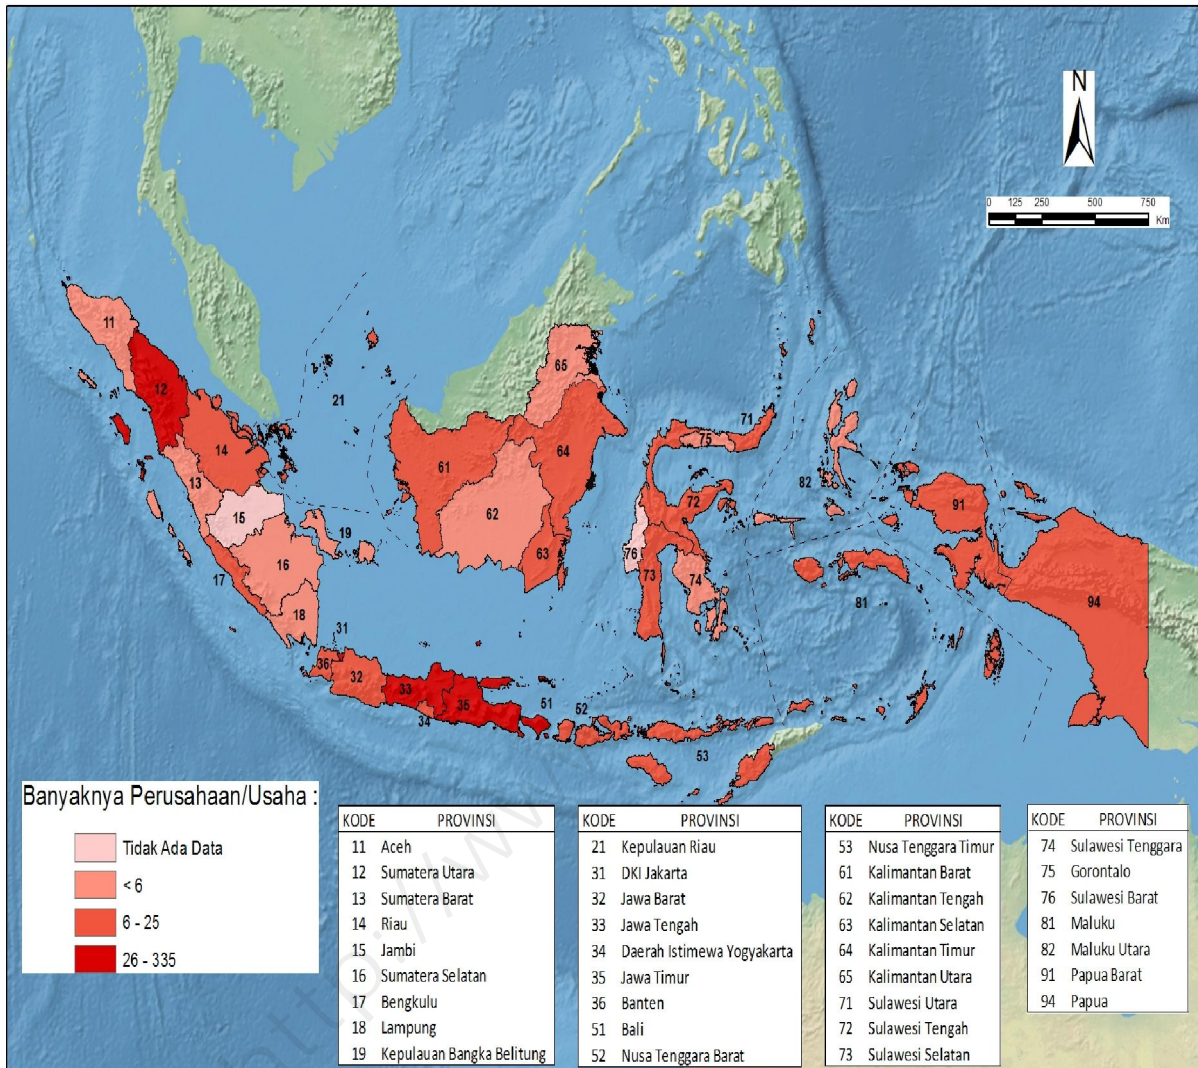 N
0 125 250 500 750
Km
11
12
21
65
14
71
75
61
64
13
82
15
72
91
19
62
16
76
63
17
73
74
94
18
81
31
36
32
33
35
51
52
34
53
Banyaknya Perusahaan/Usaha :
Tidak Ada Data
< 6
6 - 25
26 - 335
KODE PROVINSI
11 Aceh
12 Sumatera Utara
13 Sumatera Barat
14 Riau
15 Jambi
16 Sumatera Selatan
17 Bengkulu
18 Lampung
19 Kepulauan Bangka Belitung
KODE PROVINSI
21 Kepulauan Riau
31 DKI Jakarta
32 Jawa Barat
33 Jawa Tengah
34 Daerah Istimewa Yogyakarta
35 Jawa Timur
36 Banten
51 Bali
52 Nusa Tenggara Barat
KODE PROVINSI
53 Nusa Tenggara Timur
61 Kalimantan Barat
62 Kalimantan Tengah
63 Kalimantan Selatan
64 Kalimantan Timur
65 Kalimantan Utara
71 Sulawesi Utara
72 Sulawesi Tengah
73 Sulawesi Selatan
KODE PROVINSI
74 Sulawesi Tenggara
75 Gorontalo
76 Sulawesi Barat
81 Maluku
82 Maluku Utara
91 Papua Barat
94 Papua